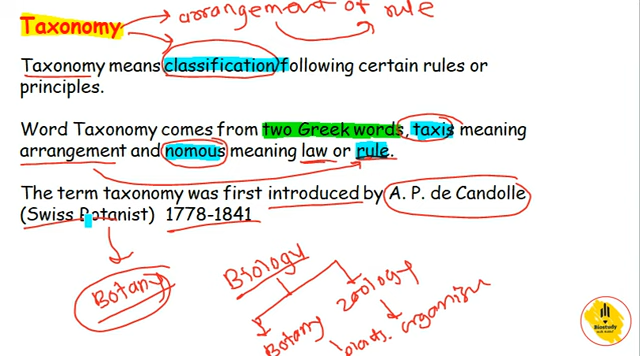 Taxonomy
arrangement of rule
Taxonomy means classification following certain rules or
principles.
Word Taxonomy comes from two Greek words, taxis meaning
arrangement and nomous meaning law or rule.
The term taxonomy was first introduced by A. P. de Candolle
(Swiss Botanist) 1778-1841
Botany
Biology
Botany zoology
organism
Biostudy